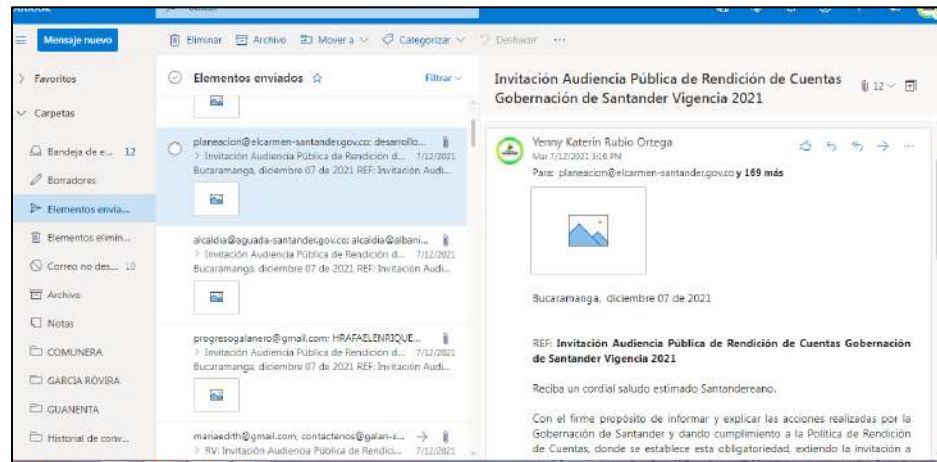 Mensaje nuevo
Eliminar
Archivo
Mover a
Categorizar
Deshacer
Favoritos
Carpetas
Bandeja de e... 12
Borradores
Elementos envia...
Elementos elimin...
Correo no des... 10
Archivo
Notas
COMUNERA
GARCIA ROVIRA
GUANENTA
Historial de conv...
Elementos enviados
Filtrar
planeacion@elcarmen-santander.gov.co; desarrollo...
> Invitación Audiencia Pública de Rendición d... 7/12/2021
Bucaramanga, diciembre 07 de 2021 REF: Invitación Audi...
alcaldia@aguada-santander.gov.co; alcaldia@albani...
> Invitación Audiencia Pública de Rendición d... 7/12/2021
Bucaramanga, diciembre 07 de 2021 REF: Invitación Audi...
progresogalanero@gmail.com; HRAFAELENRIQUE...
> Invitación Audiencia Pública de Rendición d... 7/12/2021
Bucaramanga, diciembre 07 de 2021 REF: Invitación Audi...
mariaedith@gmail.com; contactenos@galan-s...
> RV: Invitación Audiencia Pública de Rendici... 7/12/2021
Invitación Audiencia Pública de Rendición de Cuentas
Gobernación de Santander Vigencia 2021
12
Yenny Katerin Rubio Ortega
Mar 7/12/2021 3:16 PM
Para: planeacion@elcarmen-santander.gov.co y 169 más
Bucaramanga, diciembre 07 de 2021
REF: Invitación Audiencia Pública de Rendición de Cuentas Gobernación
de Santander Vigencia 2021
Reciba un cordial saludo estimado Santandereano.
Con el firme propósito de informar y explicar las acciones realizadas por la
Gobernación de Santander y dando cumplimiento a la Política de Rendición
de Cuentas, donde se establece esta obligatoriedad, extiendo la invitación a